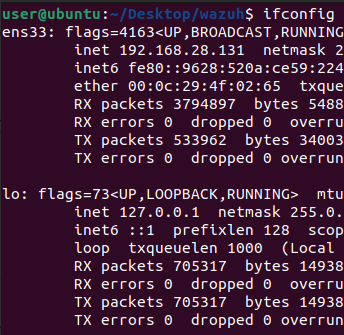 user@ubuntu:~/Desktop/wazuh$ ifconfig
ens33: flags=4163<UP,BROADCAST,RUNNING
inet 192.168.28.131 netmask 2
inet6 fe80::9628:520a:ce59:224
ether 00:0c:29:4f:02:65 txque
RX packets 3794897 bytes 5488
RX errors 0 dropped 0 overru
TX packets 533962 bytes 34003
TX errors 0 dropped 0 overrun
lo: flags=73<UP,LOOPBACK,RUNNING> mtu
inet 127.0.0.1 netmask 255.0.
inet6 ::1 prefixlen 128 scop
loop txqueuelen 1000 (Local
RX packets 705317 bytes 14938
RX errors 0 dropped 0 overru
TX packets 705317 bytes 14938
TX errors 0 dropped 0 overrun